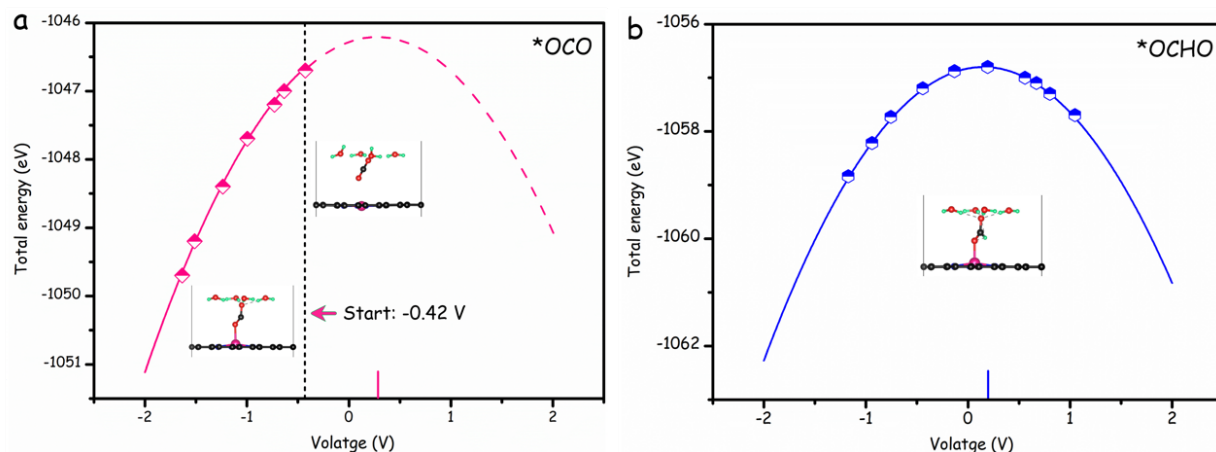 a
*OCO
Total energy (eV)
-1046
-1047
-1048
-1049
-1050
-1051
Start: -0.42 V
-2
-1
0
1
2
Volatge (V)
b
*OCHO
Total energy (eV)
-1056
-1058
-1060
-1062
-2
-1
0
1
2
Volatge (V)